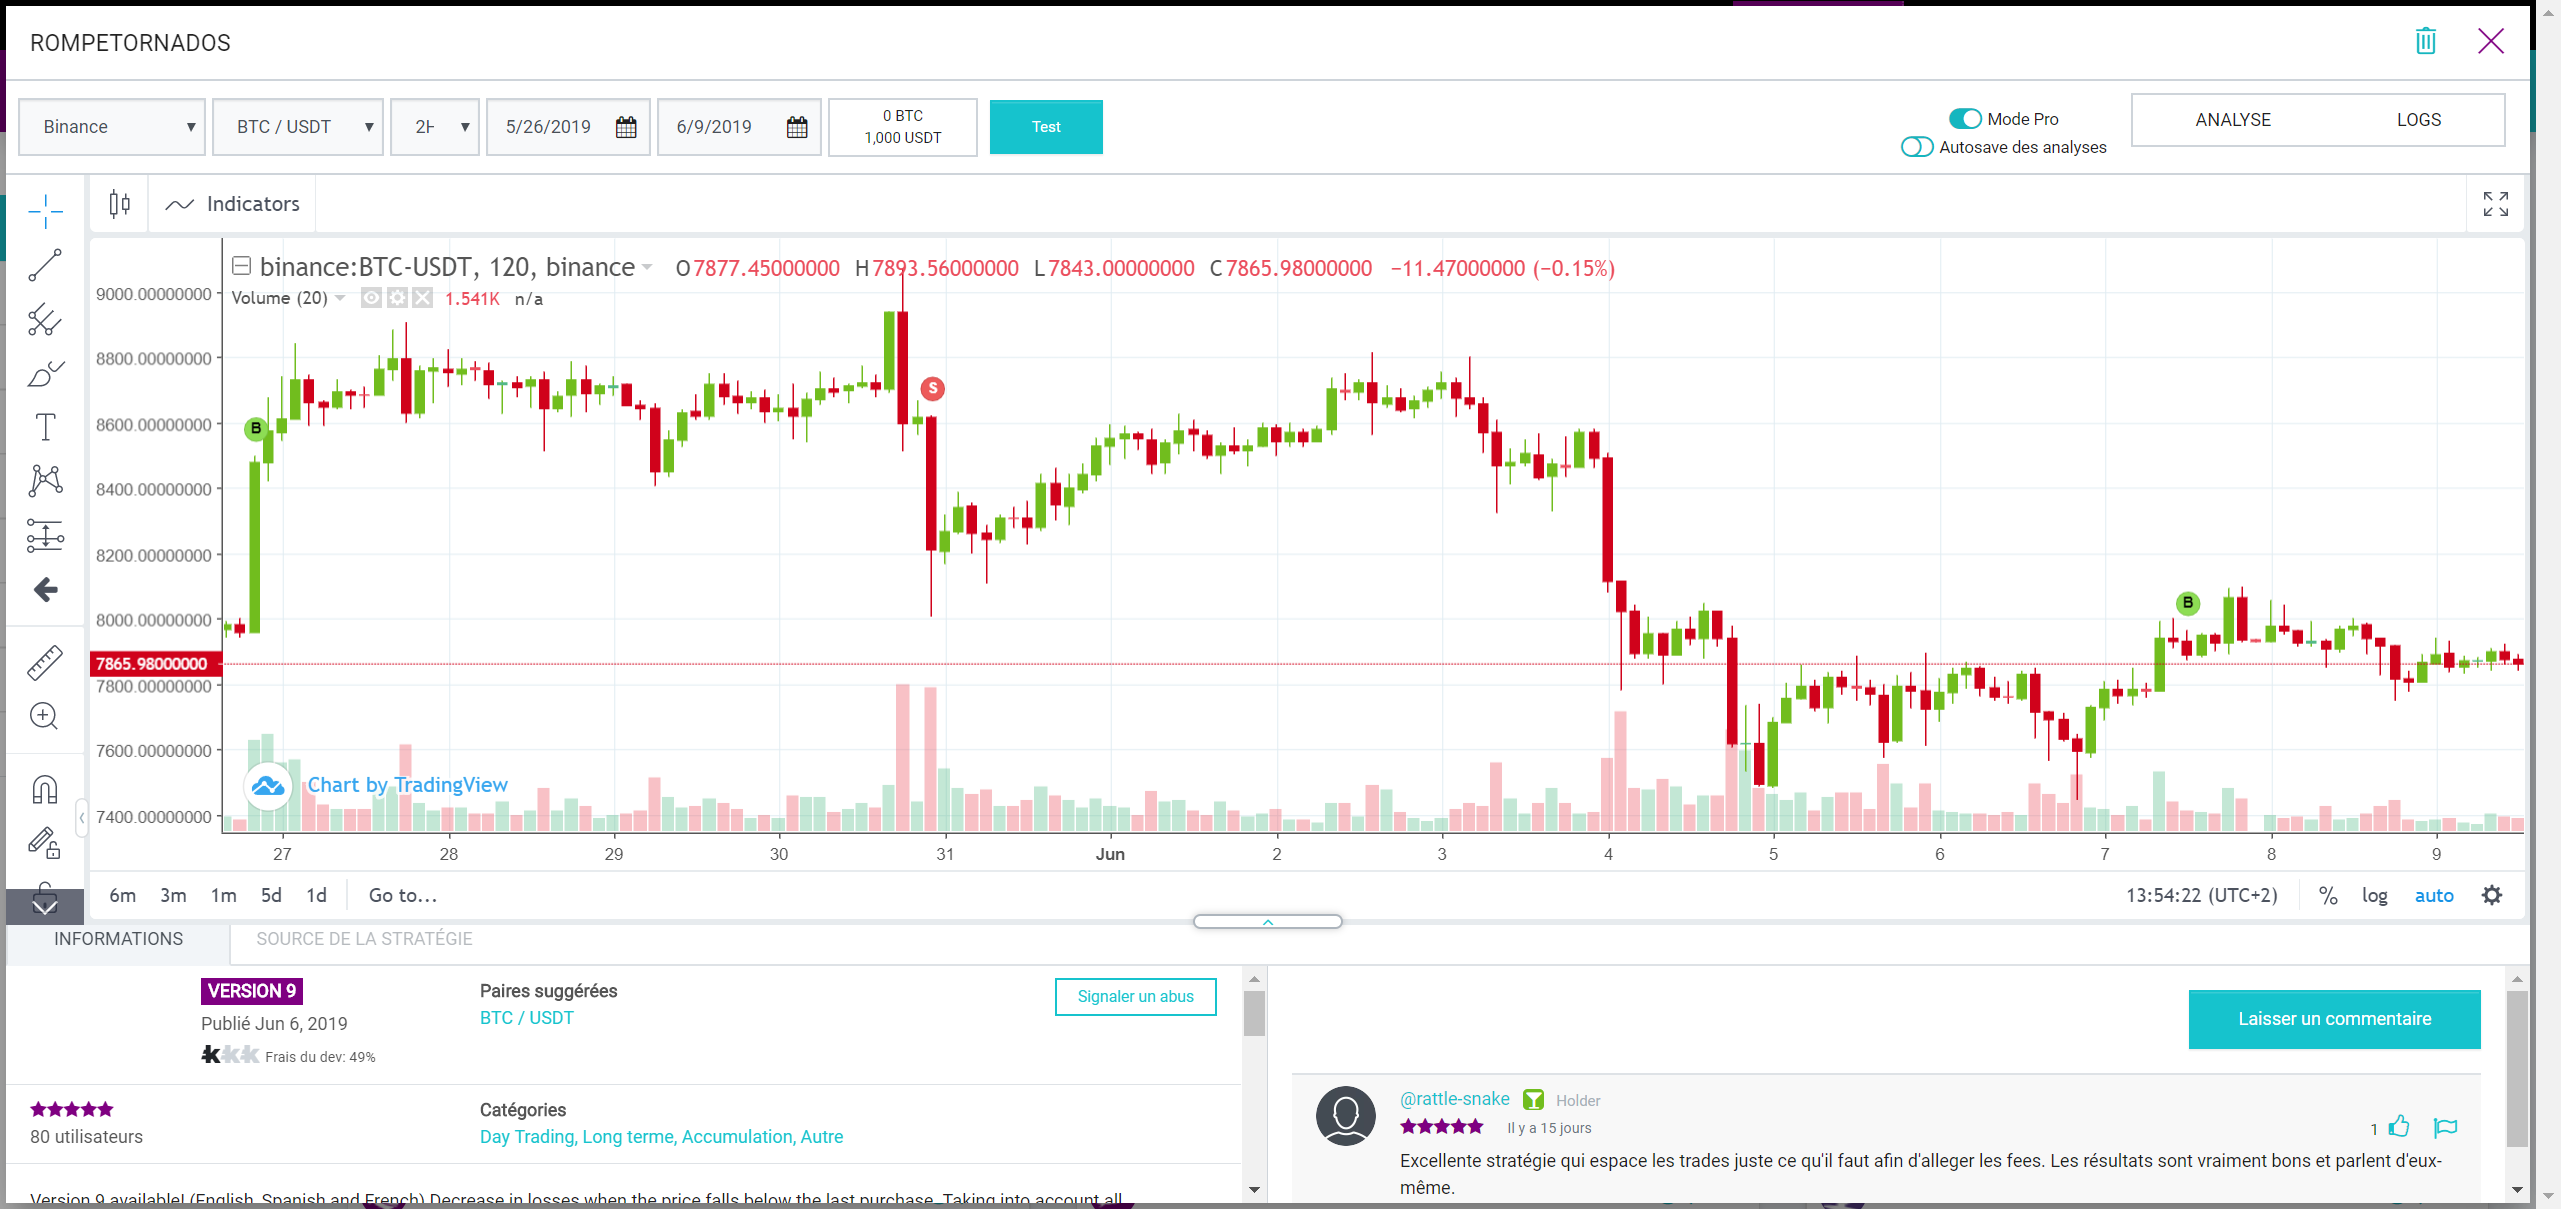 ROMPETORNADOS
Binance
BTC / USDT
2H
5/26/2019
6/9/2019
0 BTC
1,000 USDT
Test
Mode Pro
Autosave des analyses
ANALYSE
LOGS
Indicators
binance:BTC-USDT, 120, binance O7877.45000000 H7893.56000000 L7843.00000000 C7865.98000000 −11.47000000 (−0.15%)
Volume (20) 1.541K n/a
9000.00000000
8800.00000000
8600.00000000
8400.00000000
8200.00000000
8000.00000000
7865.98000000
7800.00000000
7600.00000000
7400.00000000
B
S
B
Chart by TradingView
27 28 29 30 31 Jun 2 3 4 5 6 7 8 9
6m 3m 1m 5d 1d Go to...
13:54:22 (UTC+2) % log auto
INFORMATIONS
SOURCE DE LA STRATÉGIE
VERSION 9
Publié Jun 6, 2019
Frais du dev: 49%
Paires suggérées
BTC / USDT
Signaler un abus
80 utilisateurs
Catégories
Day Trading, Long terme, Accumulation, Autre
Version 9 available! (English, Spanish and French) Decrease in losses when the price falls below the last purchase. Taking into account all
Laisser un commentaire
@rattle-snake Holder
Il y a 15 jours
1
Excellente stratégie qui espace les trades juste ce qu'il faut afin d'alleger les fees. Les résultats sont vraiment bons et parlent d'eux-
même.